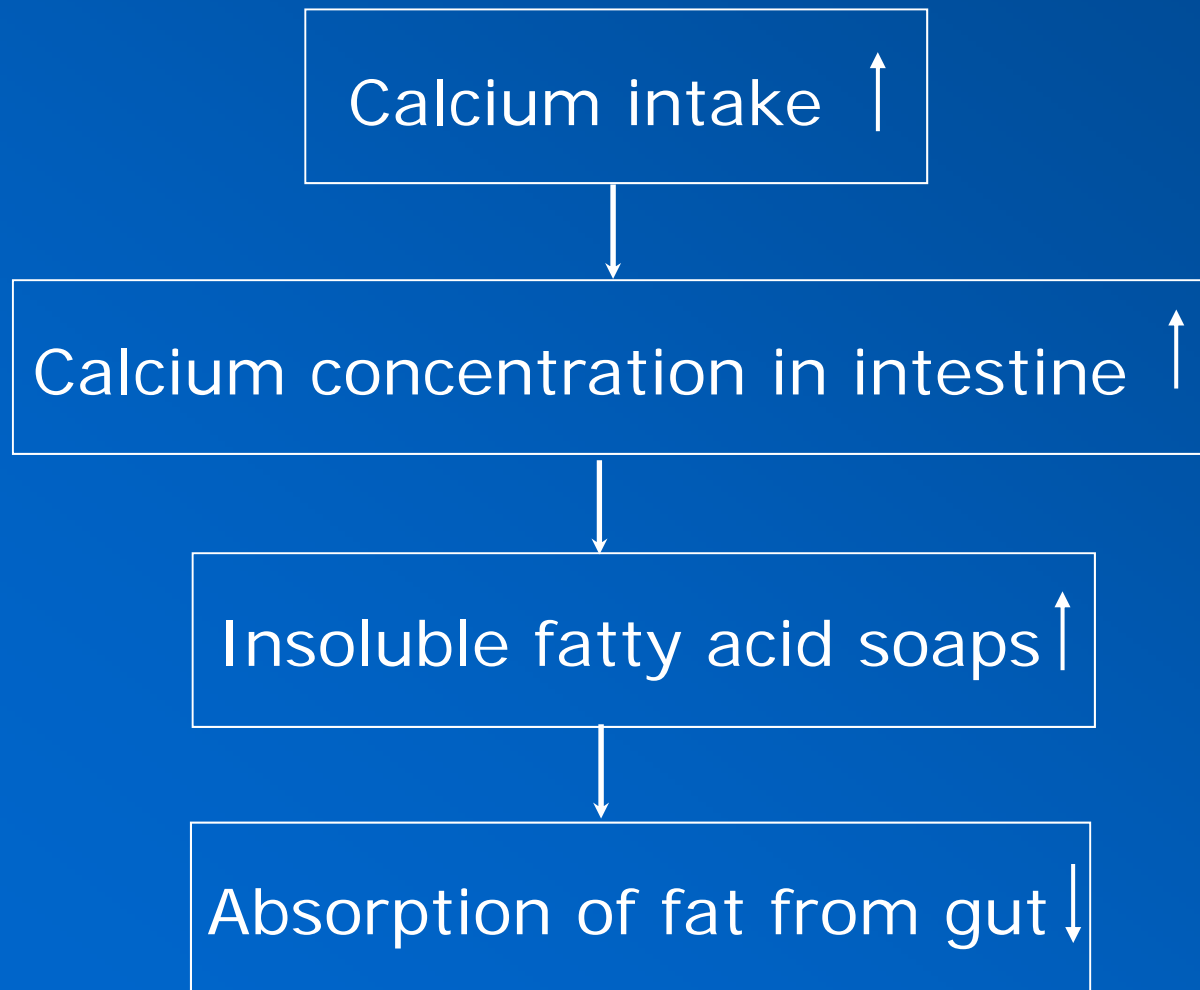 Calcium intake ↑
Calcium concentration in intestine ↑
Insoluble fatty acid soaps ↑
Absorption of fat from gut ↓